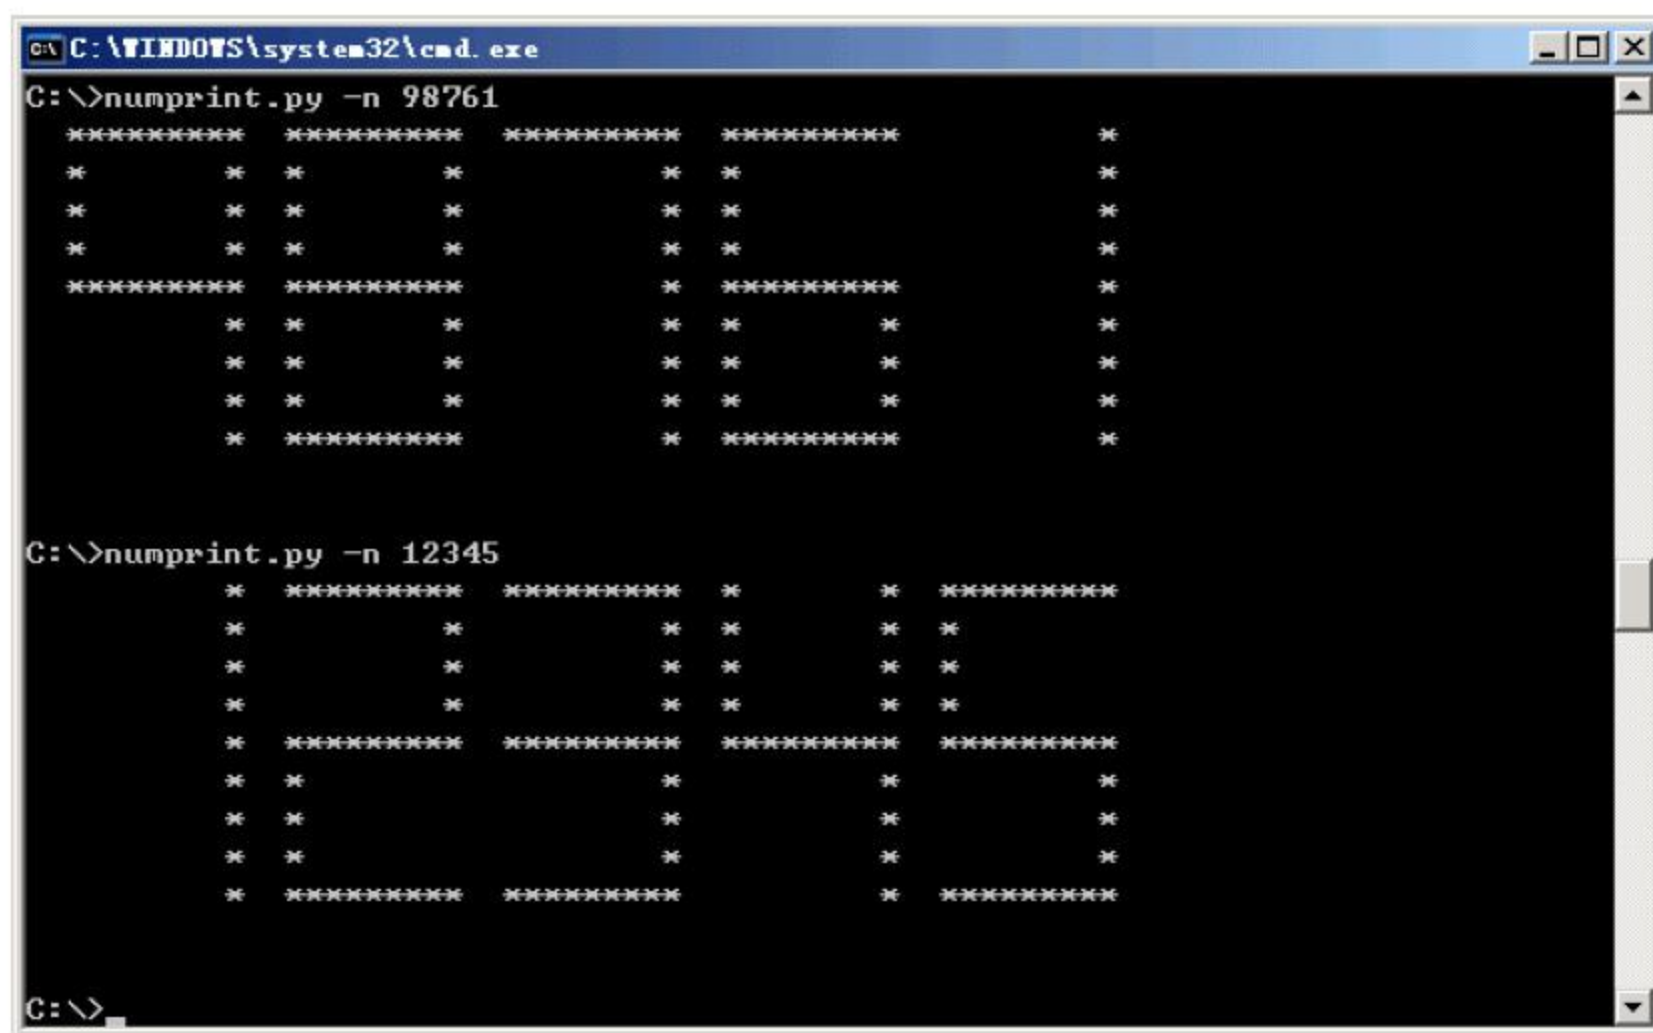 C:\WINDOWS\system32\cmd.exe
C:\>numprint.py -n 98761
  *********  *********  *********  *********          *
  *       *  *       *          *  *                  *
  *       *  *       *          *  *                  *
  *       *  *       *          *  *                  *
  *********  *********          *  *********          *
          *  *       *          *  *       *          *
          *  *       *          *  *       *          *
          *  *       *          *  *       *          *
          *  *********          *  *********          *
C:\>numprint.py -n 12345
          *  *********  *********  *       *  *********
          *          *          *  *       *  *
          *          *          *  *       *  *
          *          *          *  *       *  *
          *  *********  *********  *********  *********
          *  *                  *          *          *
          *  *                  *          *          *
          *  *                  *          *          *
          *  *********  *********          *  *********
C:\>_